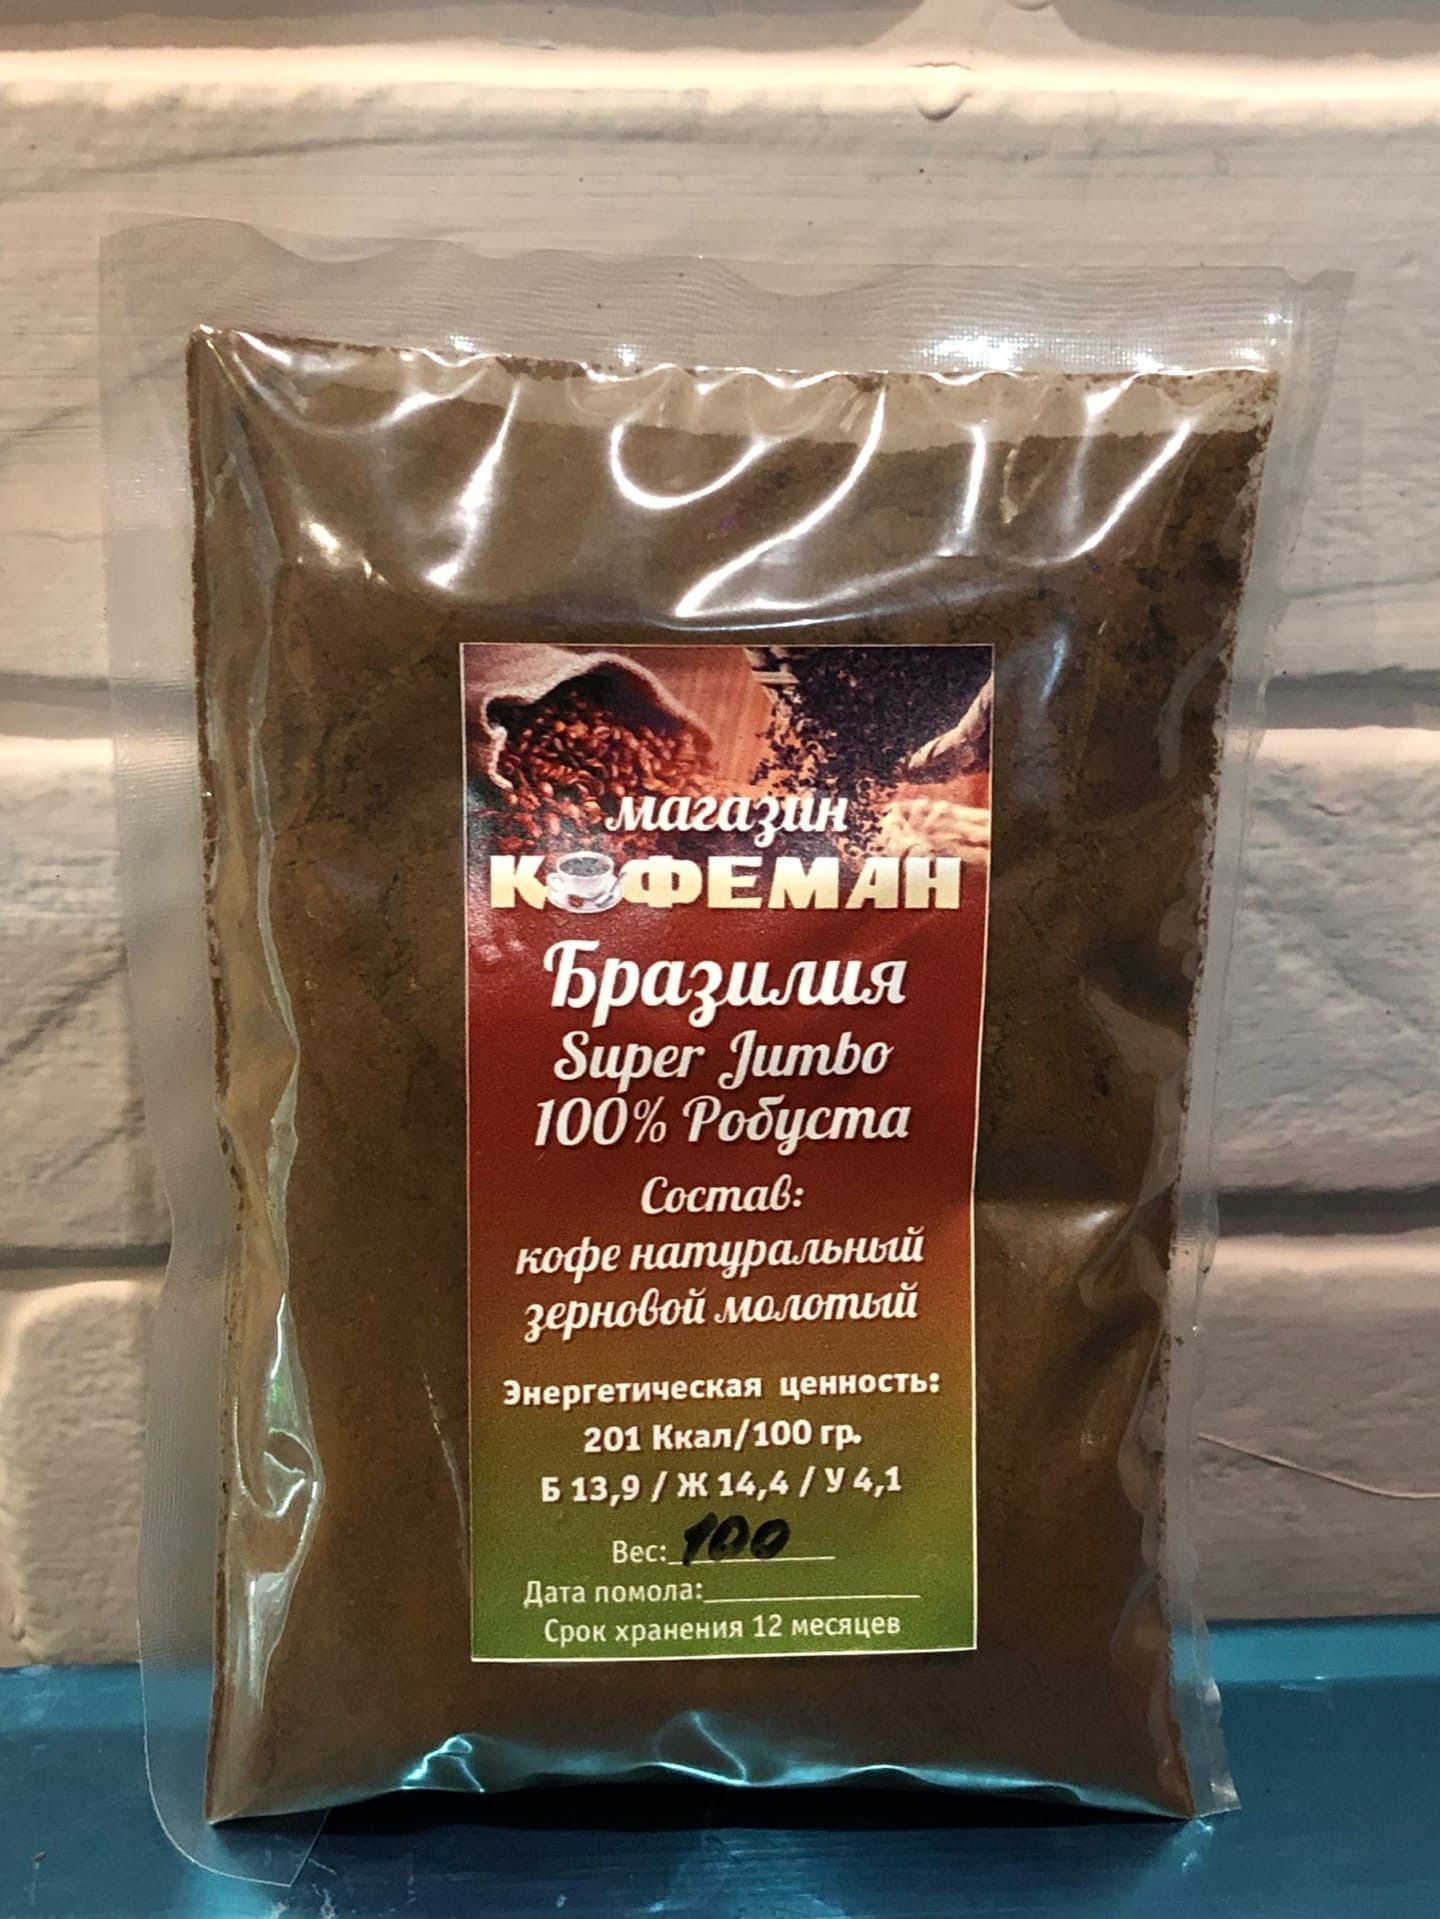 магазин
КОФЕМАН
Бразилия
Super Jumbo
100% Робуста
Состав:
кофе натуральный
зерновой молотый
Энергетическая ценность:
201 Ккал/100 гр.
Б 13,9 / Ж 14,4 / У 4,1
Вес: 100
Дата помола:
Срок хранения 12 месяцев